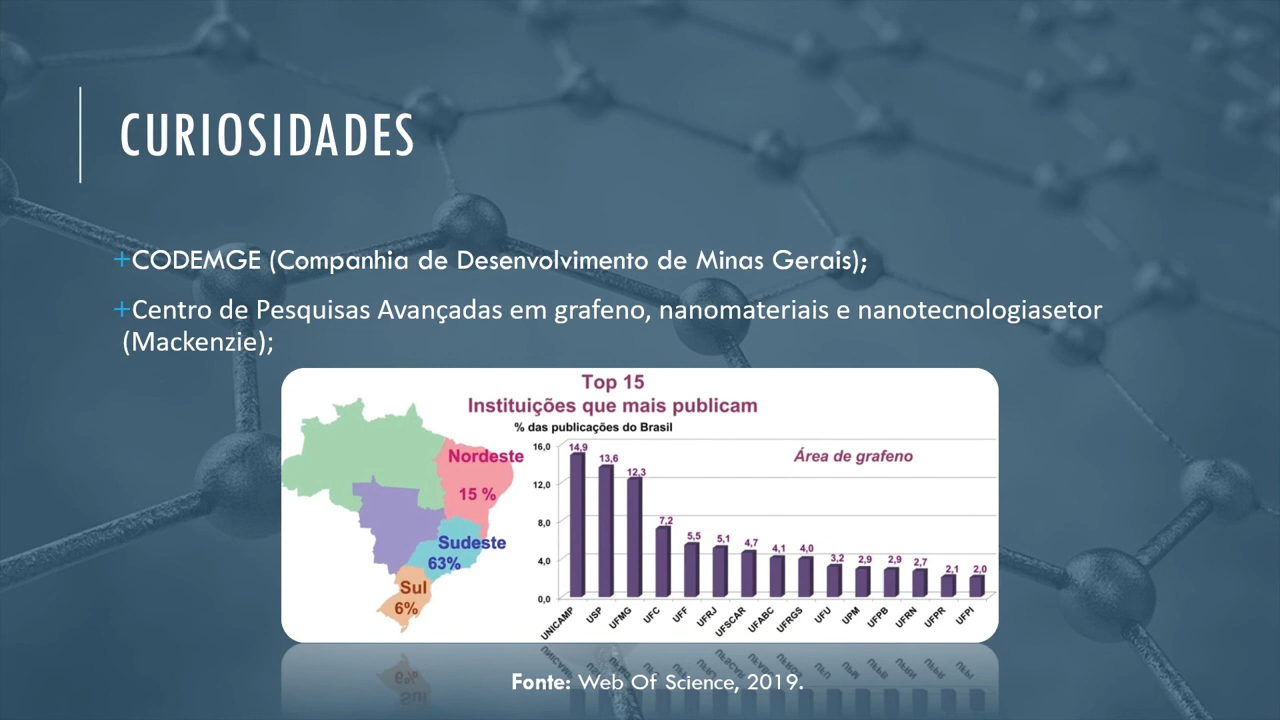 CURIOSIDADES
+CODEMGE (Companhia de Desenvolvimento de Minas Gerais);
+Centro de Pesquisas Avançadas em grafeno, nanomateriais e nanotecnologiasetor
(Mackenzie);
Top 15
Instituições que mais publicam
% das publicações do Brasil
Área de grafeno
Nordeste
15 %
Sudeste
63%
Sul
6%
16,0
12,0
8,0
4,0
0,0
14,9 13,6 12,3 7,2 5,5 5,1 4,7 4,1 4,0 3,2 2,9 2,9 2,7 2,1 2,0
UNICAMP USP UFMG UFC UFF UFRJ UFSCAR UFABC UFRGS UFU UPM UFPB UFRN UFPR UFPI
Fonte: Web Of Science, 2019.